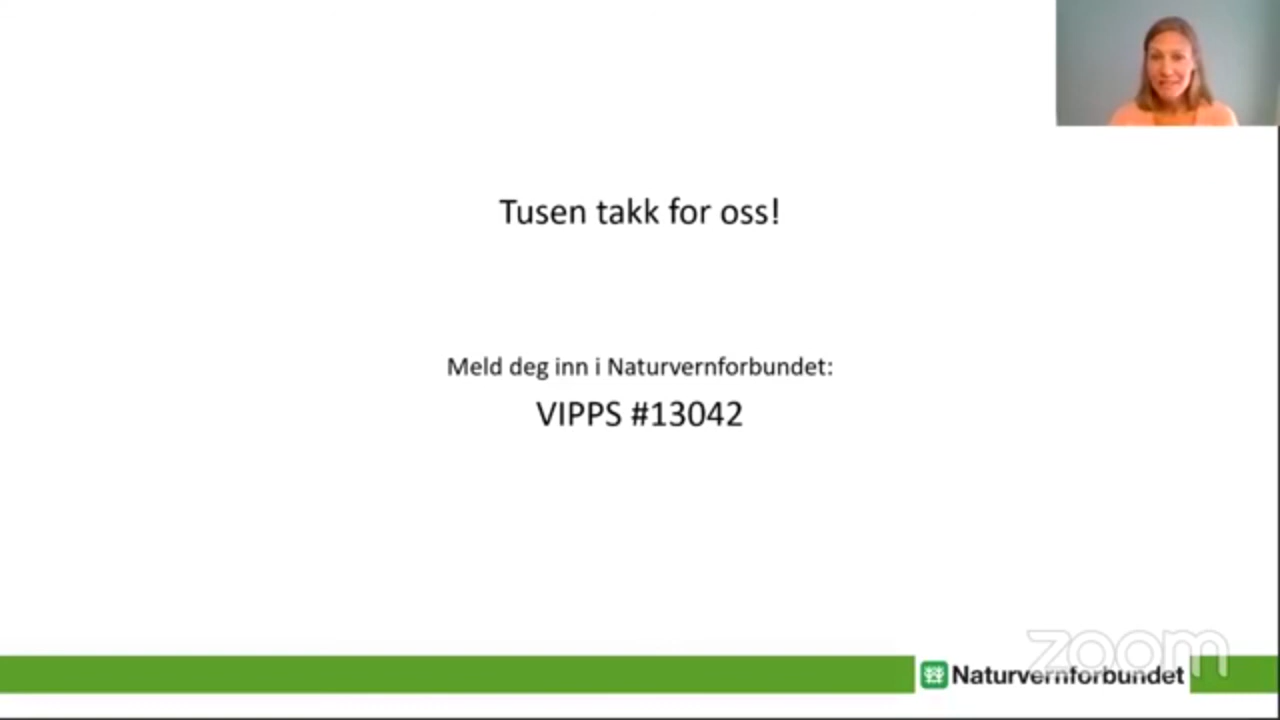 Tusen takk for oss!
Meld deg inn i Naturvernforbundet:
VIPPS #13042
zoom
Naturvernforbundet